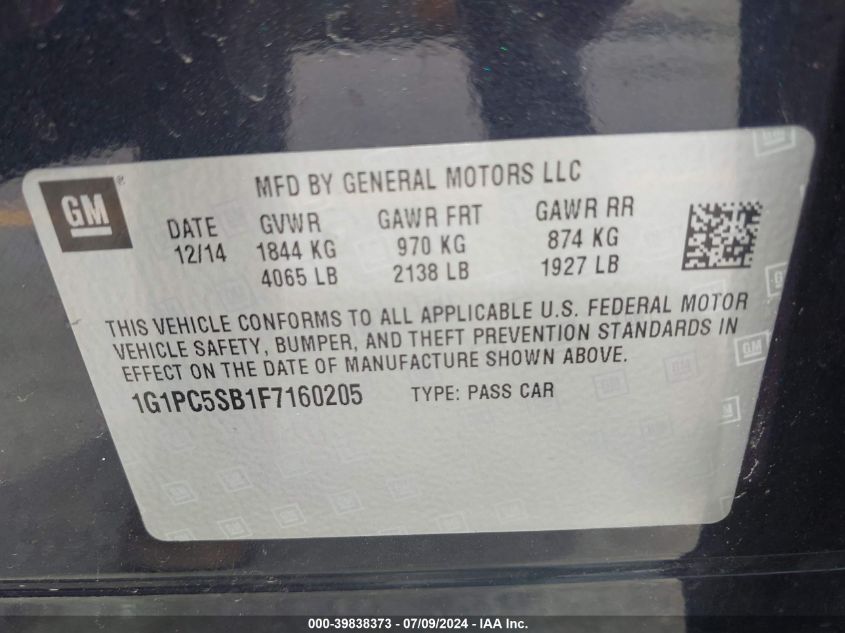 GM®
MFD BY GENERAL MOTORS LLC
DATE GVWR GAWR FRT GAWR RR
12/14 1844 KG 970 KG 874 KG
4065 LB 2138 LB 1927 LB
THIS VEHICLE CONFORMS TO ALL APPLICABLE U.S. FEDERAL MOTOR
VEHICLE SAFETY, BUMPER, AND THEFT PREVENTION STANDARDS IN
EFFECT ON THE DATE OF MANUFACTURE SHOWN ABOVE.
1G1PC5SB1F7160205 TYPE: PASS CAR
000-39838373 - 07/09/2024 - IAA Inc.